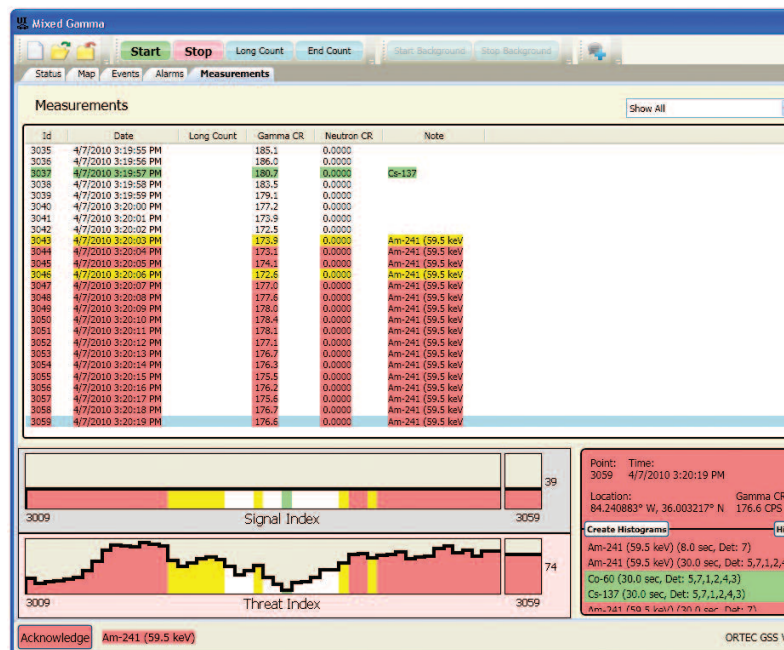 Mixed Gamma
Start Stop Long Count End Count Start Background Stop Background
Status Map Events Alarms Measurements
Measurements
Show All
Id Date Long Count Gamma CR Neutron CR Note
3035 4/7/2010 3:19:55 PM 185.1 0.0000
3036 4/7/2010 3:19:56 PM 186.0 0.0000
3037 4/7/2010 3:19:57 PM 180.7 0.0000 Cs-137
3038 4/7/2010 3:19:58 PM 183.5 0.0000
3039 4/7/2010 3:19:59 PM 179.1 0.0000
3040 4/7/2010 3:20:00 PM 177.2 0.0000
3041 4/7/2010 3:20:01 PM 173.9 0.0000
3042 4/7/2010 3:20:02 PM 172.5 0.0000
3043 4/7/2010 3:20:03 PM 173.9 0.0000 Am-241 (59.5 keV
3044 4/7/2010 3:20:04 PM 173.1 0.0000 Am-241 (59.5 keV
3045 4/7/2010 3:20:05 PM 174.1 0.0000 Am-241 (59.5 keV
3046 4/7/2010 3:20:06 PM 172.6 0.0000 Am-241 (59.5 keV
3047 4/7/2010 3:20:07 PM 177.0 0.0000 Am-241 (59.5 keV
3048 4/7/2010 3:20:08 PM 177.6 0.0000 Am-241 (59.5 keV
3049 4/7/2010 3:20:09 PM 178.0 0.0000 Am-241 (59.5 keV
3050 4/7/2010 3:20:10 PM 178.4 0.0000 Am-241 (59.5 keV
3051 4/7/2010 3:20:11 PM 178.1 0.0000 Am-241 (59.5 keV
3052 4/7/2010 3:20:12 PM 177.1 0.0000 Am-241 (59.5 keV
3053 4/7/2010 3:20:13 PM 176.7 0.0000 Am-241 (59.5 keV
3054 4/7/2010 3:20:14 PM 176.3 0.0000 Am-241 (59.5 keV
3055 4/7/2010 3:20:15 PM 175.5 0.0000 Am-241 (59.5 keV
3056 4/7/2010 3:20:16 PM 176.2 0.0000 Am-241 (59.5 keV
3057 4/7/2010 3:20:17 PM 175.6 0.0000 Am-241 (59.5 keV
3058 4/7/2010 3:20:18 PM 176.7 0.0000 Am-241 (59.5 keV
3059 4/7/2010 3:20:19 PM 176.6 0.0000 Am-241 (59.5 keV
39
3009 Signal Index 3059
74
3009 Threat Index 3059
Point: Time:
3059 4/7/2010 3:20:19 PM
Location: Gamma CR
84.240883° W, 36.003217° N 176.6 CPS
Create Histograms Hi
Am-241 (59.5 keV) (8.0 sec, Det: 7)
Am-241 (59.5 keV) (30.0 sec, Det: 5,7,1,2,4
Co-60 (30.0 sec, Det: 5,7,1,2,4,3)
Cs-137 (30.0 sec, Det: 5,7,1,2,4,3)
Am-241 (59.5 keV) (30.0 sec, Det: 7)
Acknowledge Am-241 (59.5 keV) ORTEC GSS V